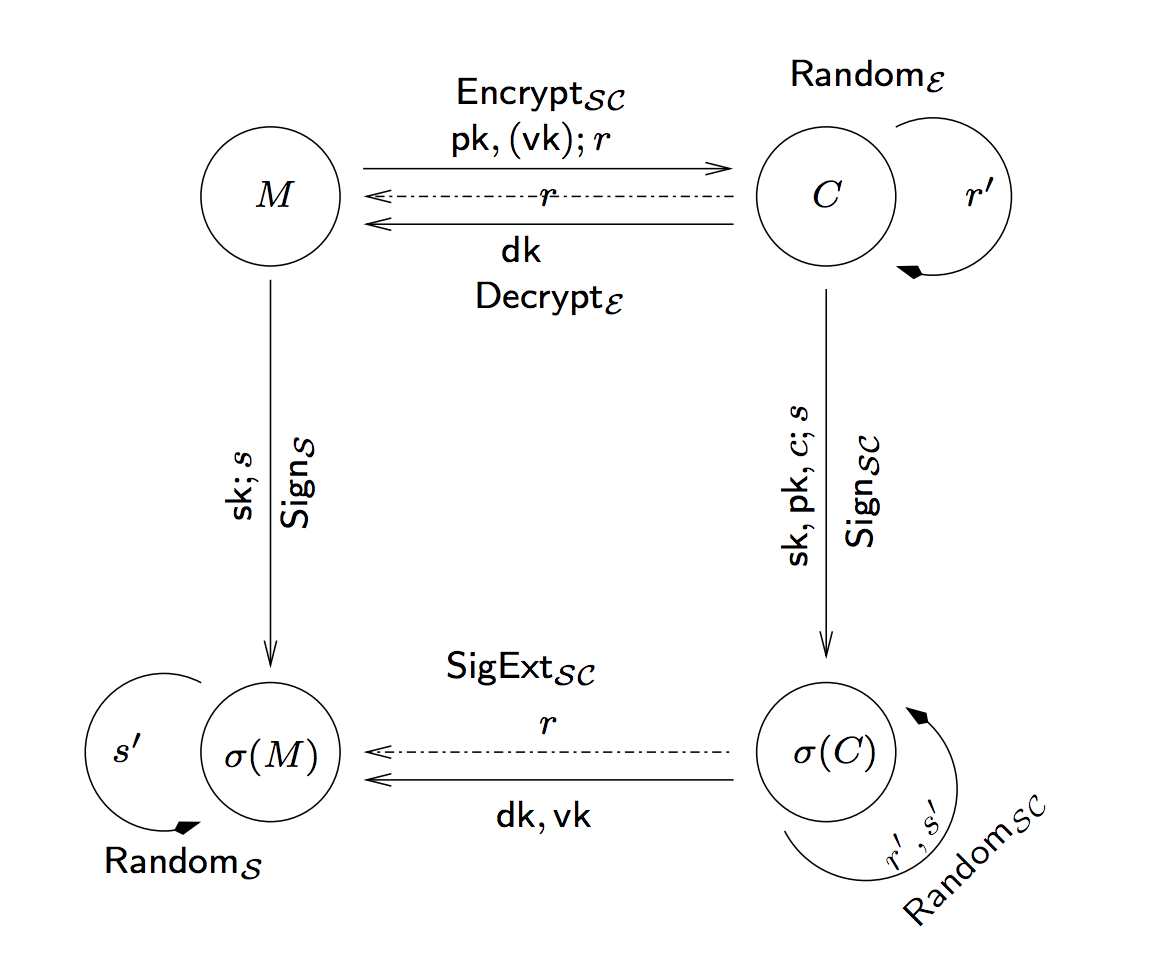 Random_ℰ
Encrypt_𝒮𝒞
pk, (vk); r
M
r
C
r′
dk
Decrypt_ℰ
sk; s
Sign_𝒮
sk, pk, c; s
Sign_𝒮𝒞
SigExt_𝒮𝒞
r
s′
σ(M)
σ(C)
dk, vk
r′, s′
Random_𝒮
Random_𝒮𝒞